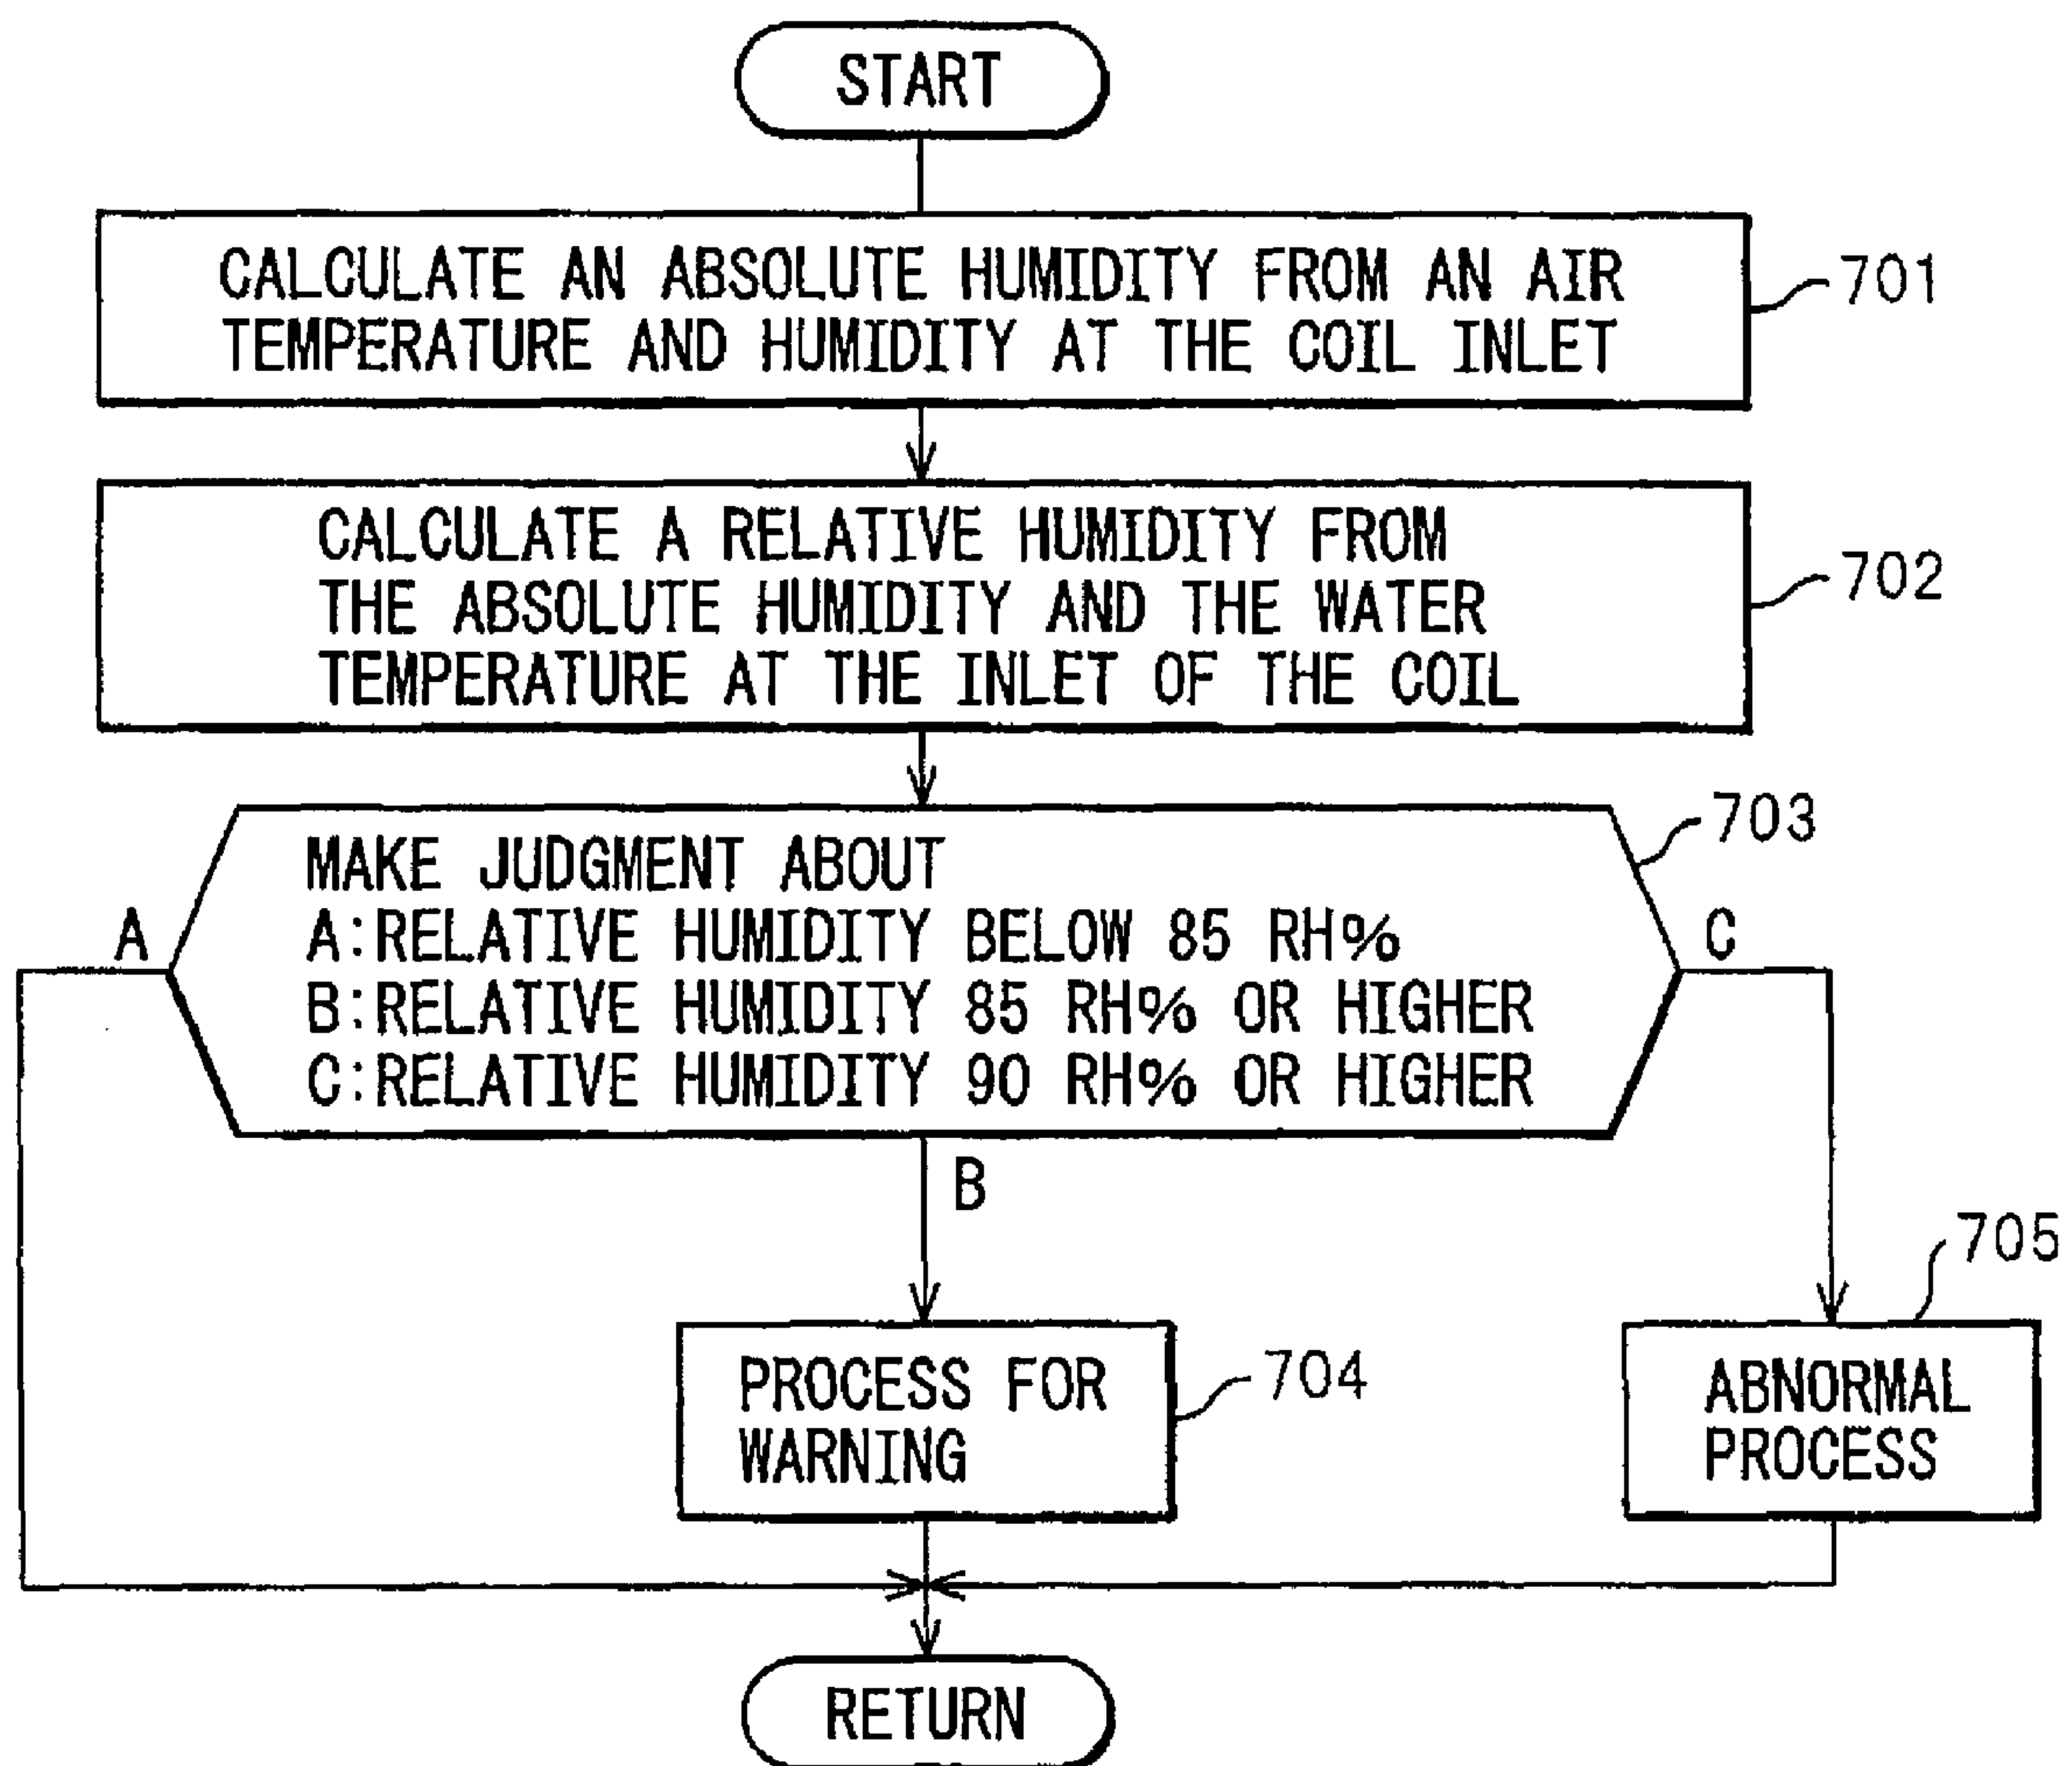 START
CALCULATE AN ABSOLUTE HUMIDITY FROM AN AIR
TEMPERATURE AND HUMIDITY AT THE COIL INLET
701
CALCULATE A RELATIVE HUMIDITY FROM
THE ABSOLUTE HUMIDITY AND THE WATER
TEMPERATURE AT THE INLET OF THE COIL
702
703
MAKE JUDGMENT ABOUT
A:RELATIVE HUMIDITY BELOW 85 RH%
B:RELATIVE HUMIDITY 85 RH% OR HIGHER
C:RELATIVE HUMIDITY 90 RH% OR HIGHER
A
C
B
705
PROCESS FOR
WARNING
704
ABNORMAL
PROCESS
RETURN